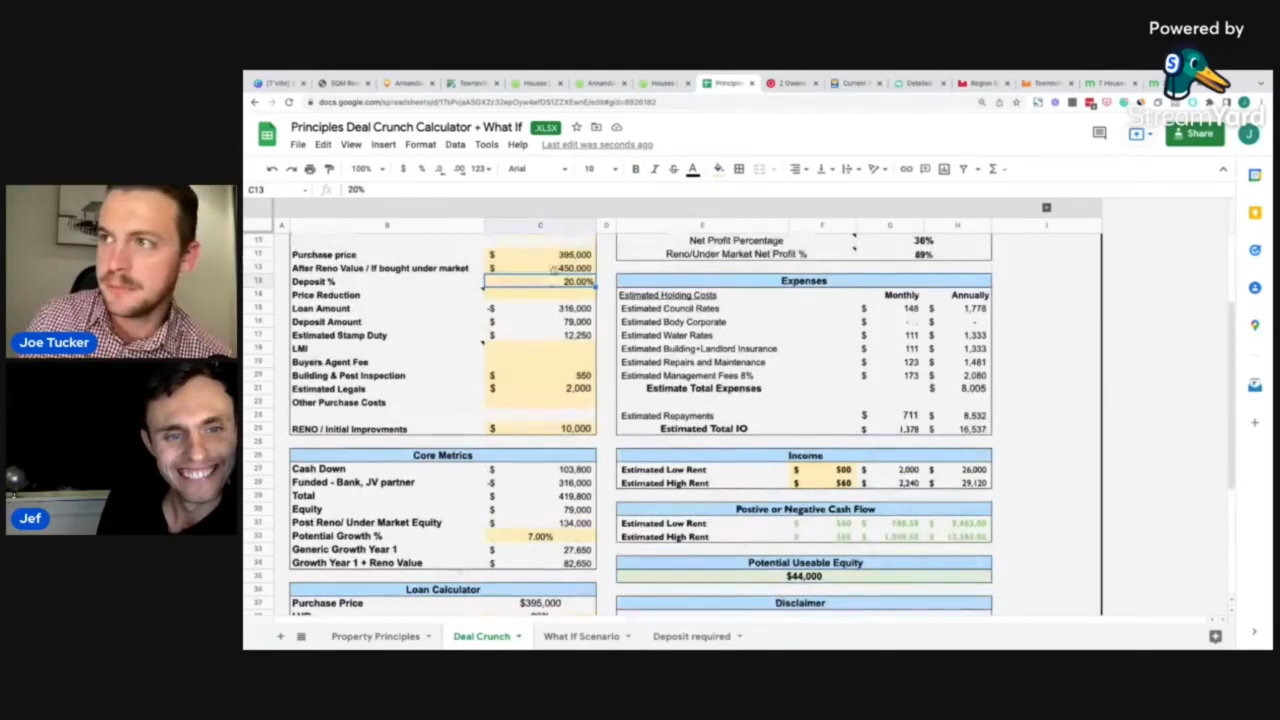 Powered by
StreamYard
Principles Deal Crunch Calculator + What If .XLSX
File Edit View Insert Format Data Tools Help Last edit was seconds ago
Share
J
100% $ % .0 .00 123 Arial 10 B I S A
C13 fx 20%
A B C D E F G H I
Purchase price $ 395,000
After Reno Value / If bought under market $ 450,000
Deposit % 20.00%
Price Reduction
Loan Amount -$ 316,000
Deposit Amount $ 79,000
Estimated Stamp Duty $ 12,250
LMI
Buyers Agent Fee
Building & Pest Inspection $ 550
Estimated Legals $ 2,000
Other Purchase Costs
RENO / Initial Improvments $ 10,000
Core Metrics
Cash Down $ 103,800
Funded - Bank, JV partner 316,000
Total $ 419,800
Equity $ 79,000
Post Reno/ Under Market Equity $ 134,000
Potential Growth % 7.00%
Generic Growth Year 1 $ 27,650
Growth Year 1 + Reno Value $ 82,650
Loan Calculator
Purchase Price $395,000
Net Profit Percentage 36%
Reno/Under Market Net Profit % 89%
Expenses
Estimated Holding Costs Monthly Annually
Estimated Council Rates $ 148 $ 1,778
Estimated Body Corporate $ - $ -
Estimated Water Rates $ 111 $ 1,333
Estimated Building+Landlord Insurance $ 111 $ 1,333
Estimated Repairs and Maintenance $ 123 $ 1,481
Estimated Management Fees 8% $ 173 $ 2,080
Estimate Total Expenses $ 8,005
Estimated Repayments $ 711 $ 8,532
Estimated Total IO $ 1,378 $ 16,537
Income
Estimated Low Rent $ 500 $ 2,000 $ 26,000
Estimated High Rent $ 560 $ 2,240 $ 29,120
Postive or Negative Cash Flow
Estimated Low Rent
Estimated High Rent
Potential Useable Equity
$44,000
Disclaimer
Property Principles Deal Crunch What If Scenario Deposit required
Joe Tucker
Jef